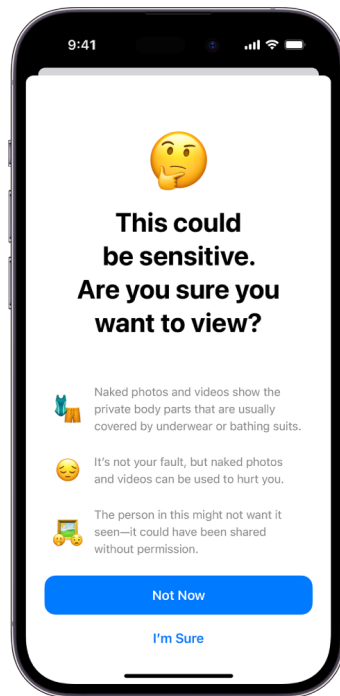 9:41
This could
be sensitive.
Are you sure you
want to view?
Naked photos and videos show the
private body parts that are usually
covered by underwear or bathing suits.
It's not your fault, but naked photos
and videos can be used to hurt you.
The person in this might not want it
seen—it could have been shared
without permission.
Not Now
I'm Sure